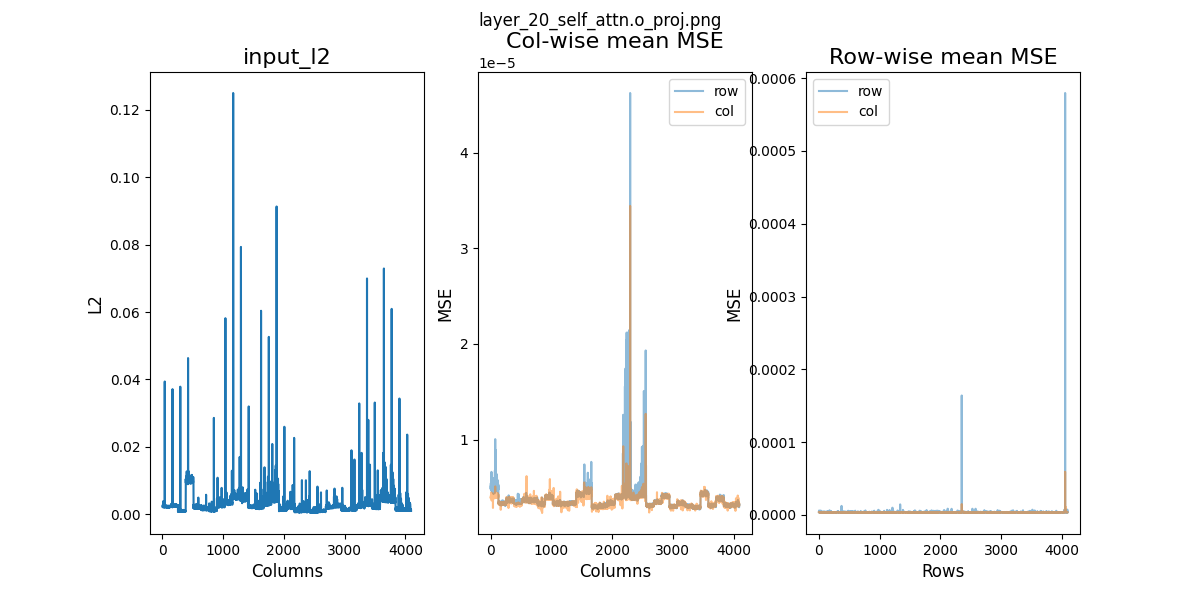 layer_20_self_attn.o_proj.png
input_l2
L2
0.12
0.10
0.08
0.06
0.04
0.02
0.00
0 1000 2000 3000 4000
Columns
Col-wise mean MSE
1e−5
MSE
4
3
2
1
row
col
0 1000 2000 3000 4000
Columns
Row-wise mean MSE
MSE
0.0006
0.0005
0.0004
0.0003
0.0002
0.0001
0.0000
row
col
0 1000 2000 3000 4000
Rows